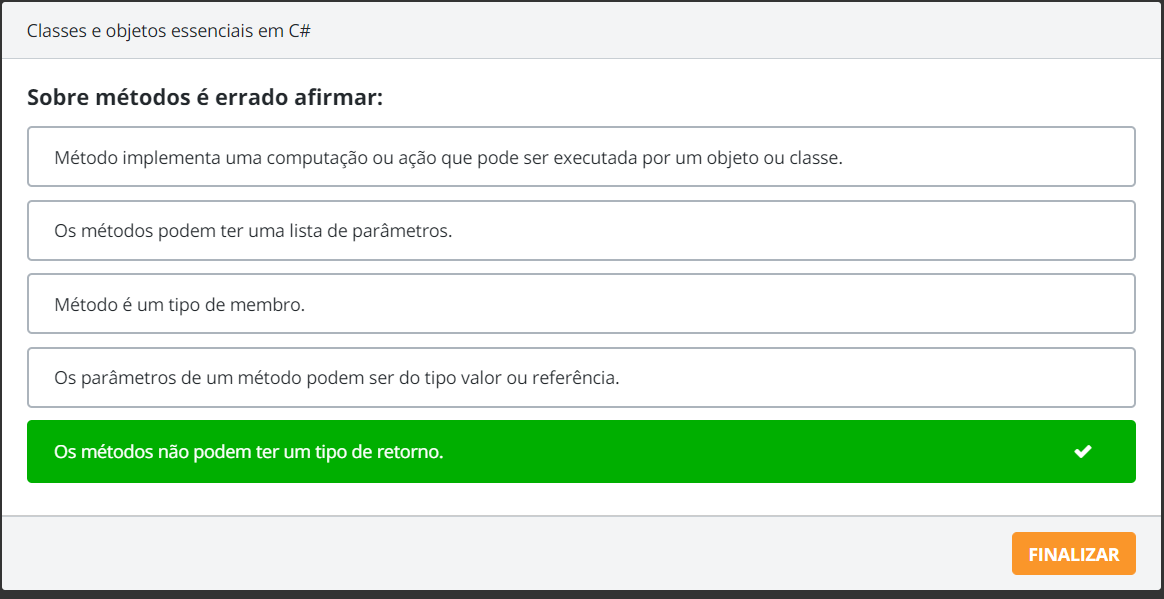 Classes e objetos essenciais em C#
Sobre métodos é errado afirmar:
Método implementa uma computação ou ação que pode ser executada por um objeto ou classe.
Os métodos podem ter uma lista de parâmetros.
Método é um tipo de membro.
Os parâmetros de um método podem ser do tipo valor ou referência.
Os métodos não podem ter um tipo de retorno.
FINALIZAR